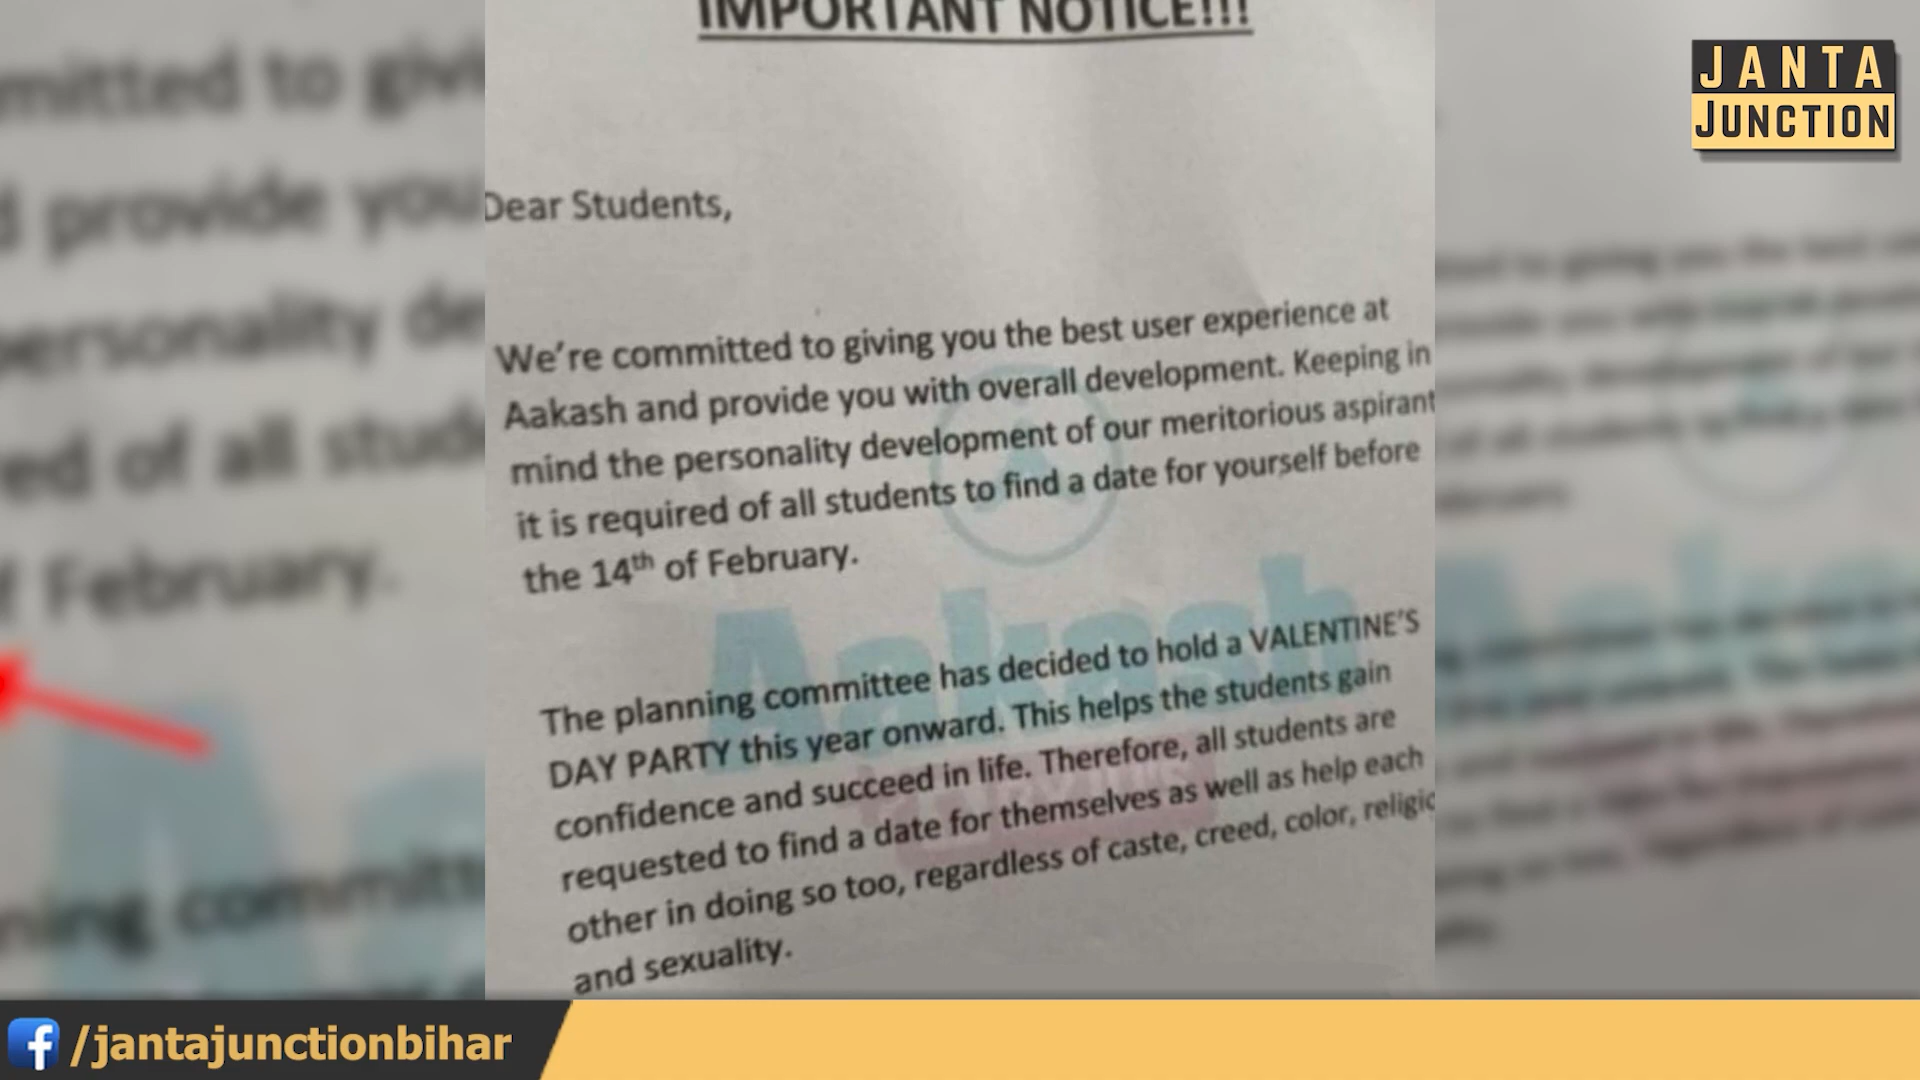 IMPORTANT NOTICE!!!
JANTA
JUNCTION
Dear Students,
We're committed to giving you the best user experience at
Aakash and provide you with overall development. Keeping in
mind the personality development of our meritorious aspirant
it is required of all students to find a date for yourself before
the 14th of February.
The planning committee has decided to hold a VALENTINE'S
DAY PARTY this year onward. This helps the students gain
confidence and succeed in life. Therefore, all students are
requested to find a date for themselves as well as help each
other in doing so too, regardless of caste, creed, color, religio
and sexuality.
Aakash
/jantajunctionbihar